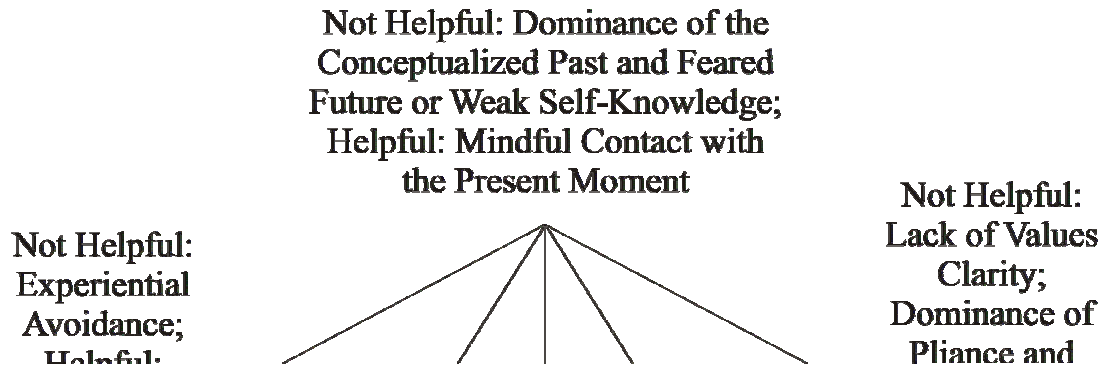 Not Helpful: Dominance of the
Conceptualized Past and Feared
Future or Weak Self-Knowledge;
Helpful: Mindful Contact with
the Present Moment
Not Helpful:
Experiential
Avoidance;
Helpful:
Not Helpful:
Lack of Values
Clarity;
Dominance of
Pliance and